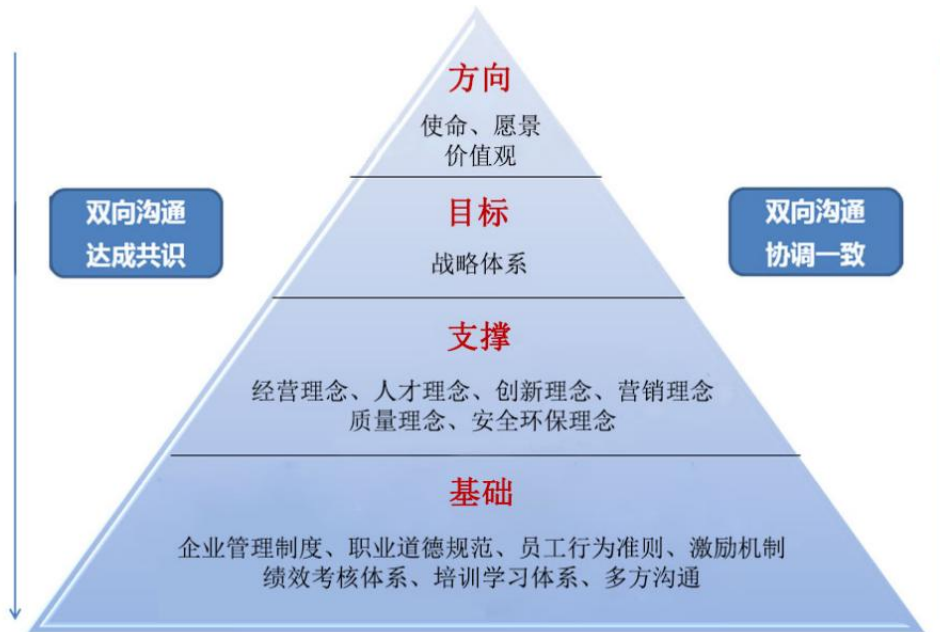 方向
使命、愿景
价值观
双向沟通
达成共识
目标
战略体系
双向沟通
协调一致
支撑
经营理念、人才理念、创新理念、营销理念
质量理念、安全环保理念
基础
企业管理制度、职业道德规范、员工行为准则、激励机制
绩效考核体系、培训学习体系、多方沟通